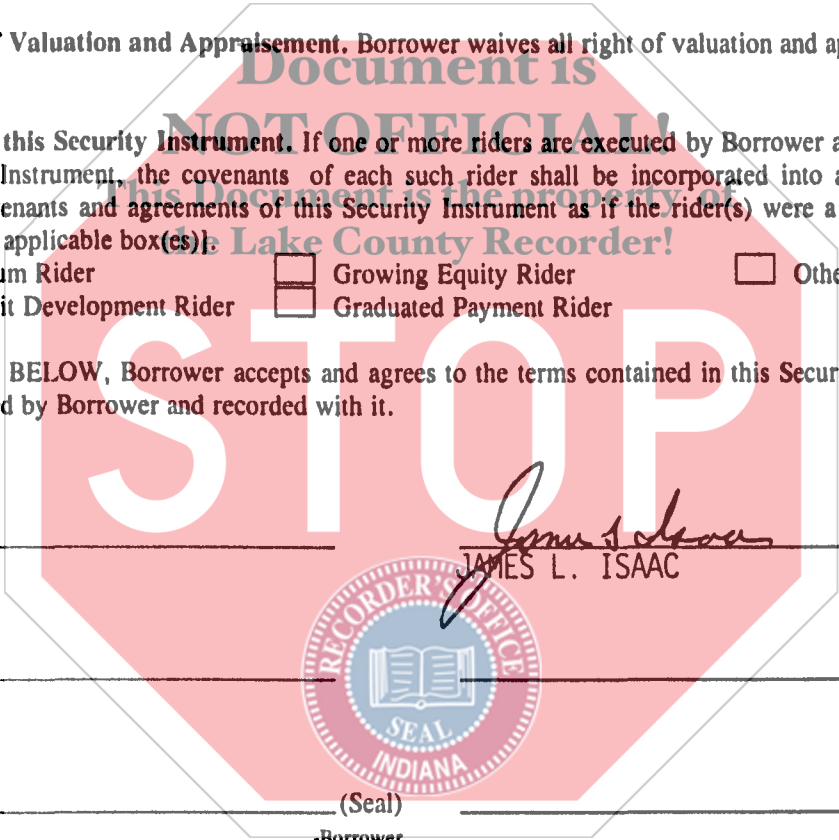 Valuation and Appraisement. Borrower waives all right of valuation and a
Document is
NOT OFFICIAL!
this Security Instrument. If one or more riders are executed by Borrower a
Instrument, the covenants of each such rider shall be incorporated into a
This Document is the property of
enants and agreements of this Security Instrument as if the rider(s) were a
applicable box(es)].
the Lake County Recorder!
um Rider Growing Equity Rider Othe
it Development Rider Graduated Payment Rider
STOP
BELOW, Borrower accepts and agrees to the terms contained in this Secur
d by Borrower and recorded with it.
James L Isaac
JAMES L. ISAAC
RECORDER'S OFFICE
SEAL
INDIANA
(Seal)
-Borrower